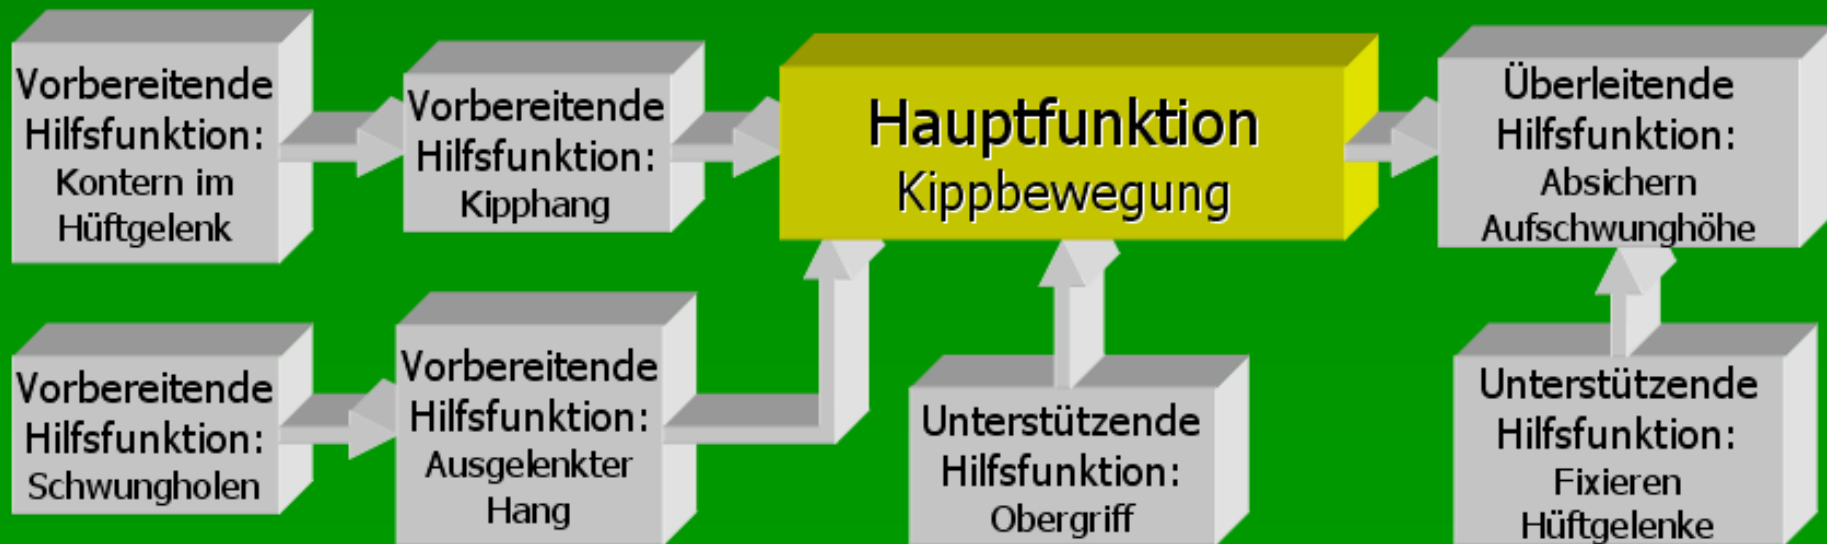 Vorbereitende
Hilfsfunktion:
Kontern im
Hüftgelenk
Vorbereitende
Hilfsfunktion:
Kipphang
Hauptfunktion
Kippbewegung
Überleitende
Hilfsfunktion:
Absichern
Aufschwunghöhe
Vorbereitende
Hilfsfunktion:
Schwungholen
Vorbereitende
Hilfsfunktion:
Ausgelenkter
Hang
Unterstützende
Hilfsfunktion:
Obergriff
Unterstützende
Hilfsfunktion:
Fixieren
Hüftgelenke